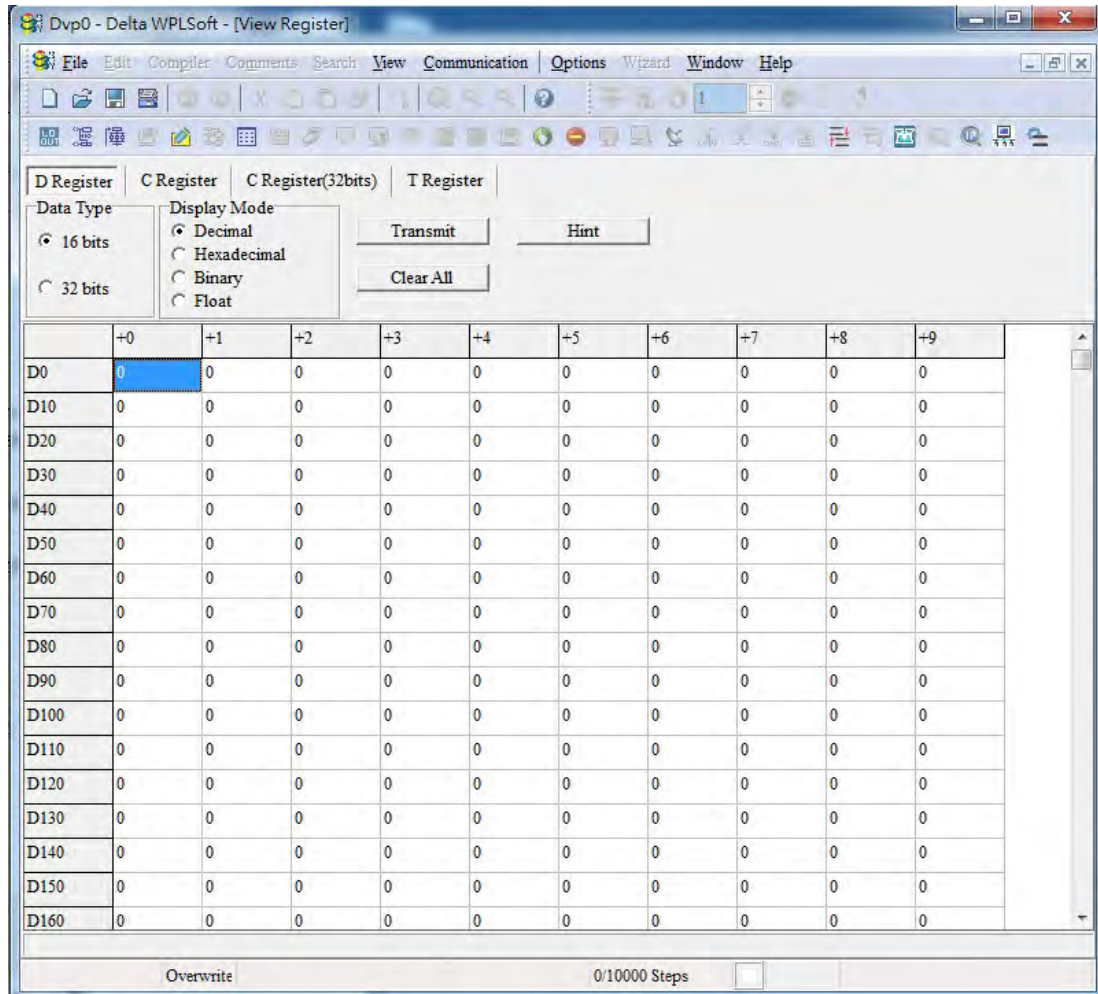 Dvp0 - Delta WPLSoft - [View Register]
File Edit Compiler Comments Search View Communication Options Wizard Window Help
1
D Register C Register C Register(32bits) T Register
Data Type Display Mode
16 bits Decimal Transmit Hint
Hexadecimal
32 bits Binary Clear All
Float
+0 +1 +2 +3 +4 +5 +6 +7 +8 +9
D0 0 0 0 0 0 0 0 0 0 0
D10 0 0 0 0 0 0 0 0 0 0
D20 0 0 0 0 0 0 0 0 0 0
D30 0 0 0 0 0 0 0 0 0 0
D40 0 0 0 0 0 0 0 0 0 0
D50 0 0 0 0 0 0 0 0 0 0
D60 0 0 0 0 0 0 0 0 0 0
D70 0 0 0 0 0 0 0 0 0 0
D80 0 0 0 0 0 0 0 0 0 0
D90 0 0 0 0 0 0 0 0 0 0
D100 0 0 0 0 0 0 0 0 0 0
D110 0 0 0 0 0 0 0 0 0 0
D120 0 0 0 0 0 0 0 0 0 0
D130 0 0 0 0 0 0 0 0 0 0
D140 0 0 0 0 0 0 0 0 0 0
D150 0 0 0 0 0 0 0 0 0 0
D160 0 0 0 0 0 0 0 0 0 0
Overwrite 0/10000 Steps